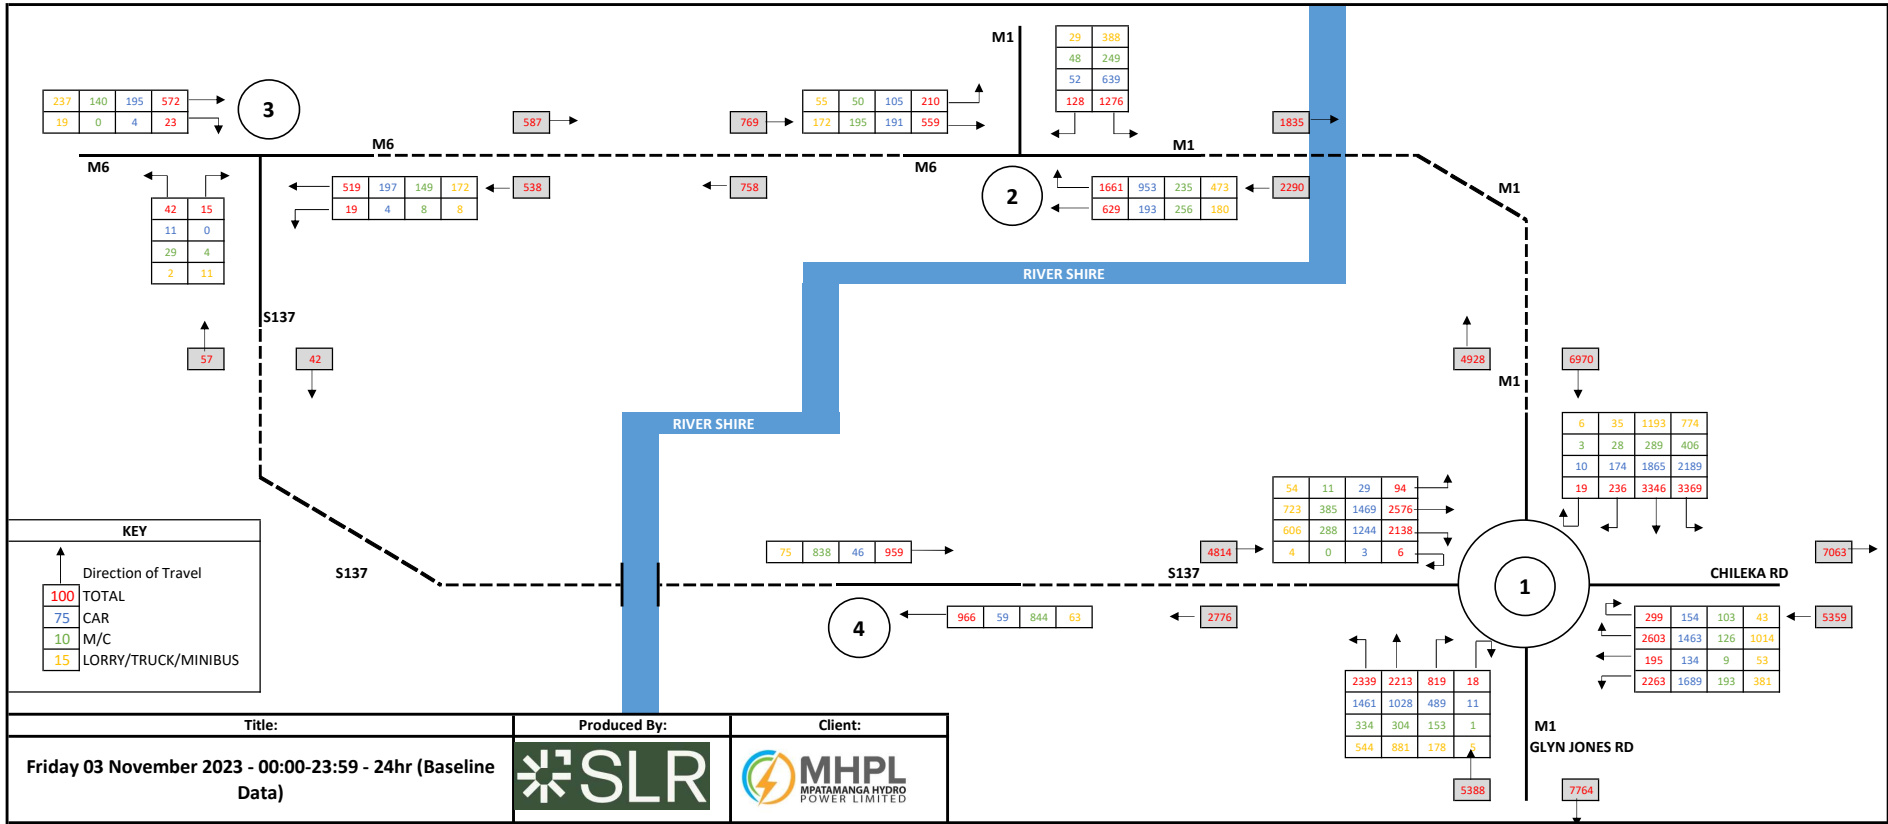 M1
29 388
48 249
52 639
128 1276
237 140 195 572
19 0 4 23
3
587
769
55 50 105 210
172 195 191 559
1835
M6
M6
M6
M1
42 15
11 0
29 4
2 11
519 197 149 172
19 4 8 8
538
758
2
1661 953 235 473
629 193 256 180
2290
M1
RIVER SHIRE
S137
57
42
4928
6970
M1
RIVER SHIRE
6 35 1193 774
3 28 289 406
10 174 1865 2189
19 236 3346 3369
54 11 29 94
723 385 1469 2576
606 288 1244 2138
4 0 3 6
KEY
Direction of Travel
100 TOTAL
75 CAR
10 M/C
15 LORRY/TRUCK/MINIBUS
S137
75 838 46 959
4814
S137
1
7063
CHILEKA RD
4
966 59 844 63
2776
299 154 103 43
2603 1463 126 1014
195 134 9 53
2263 1689 193 381
5359
2339 2213 819 18
1461 1028 489 11
334 304 153 1
544 881 178 5
M1
GLYN JONES RD
5388
7764
Title:
Produced By:
Client:
Friday 03 November 2023 - 00:00-23:59 - 24hr (Baseline
Data)
SLR
MHPL
MPATAMANGA HYDRO
POWER LIMITED